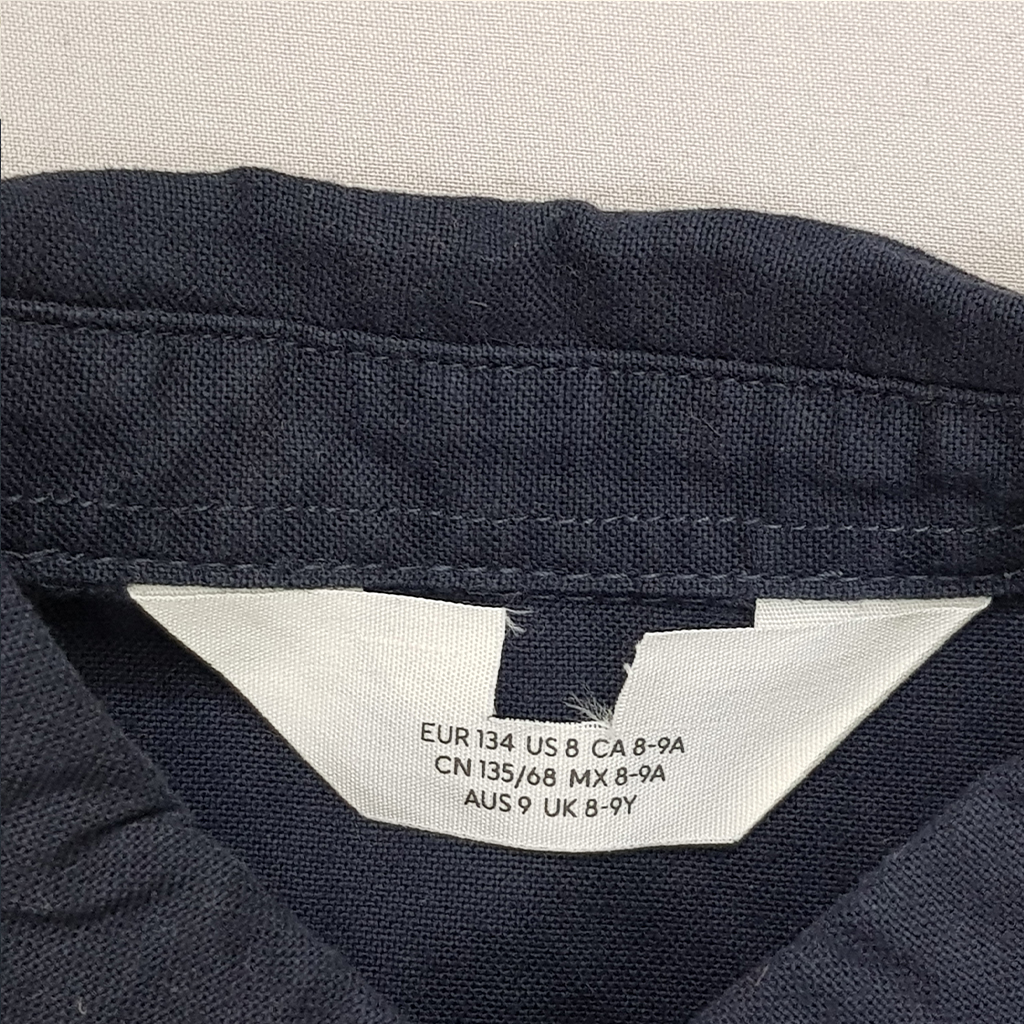 EUR 134 US 8 CA 8-9A
CN 135/68 MX 8-9A
AUS 9 UK 8-9Y